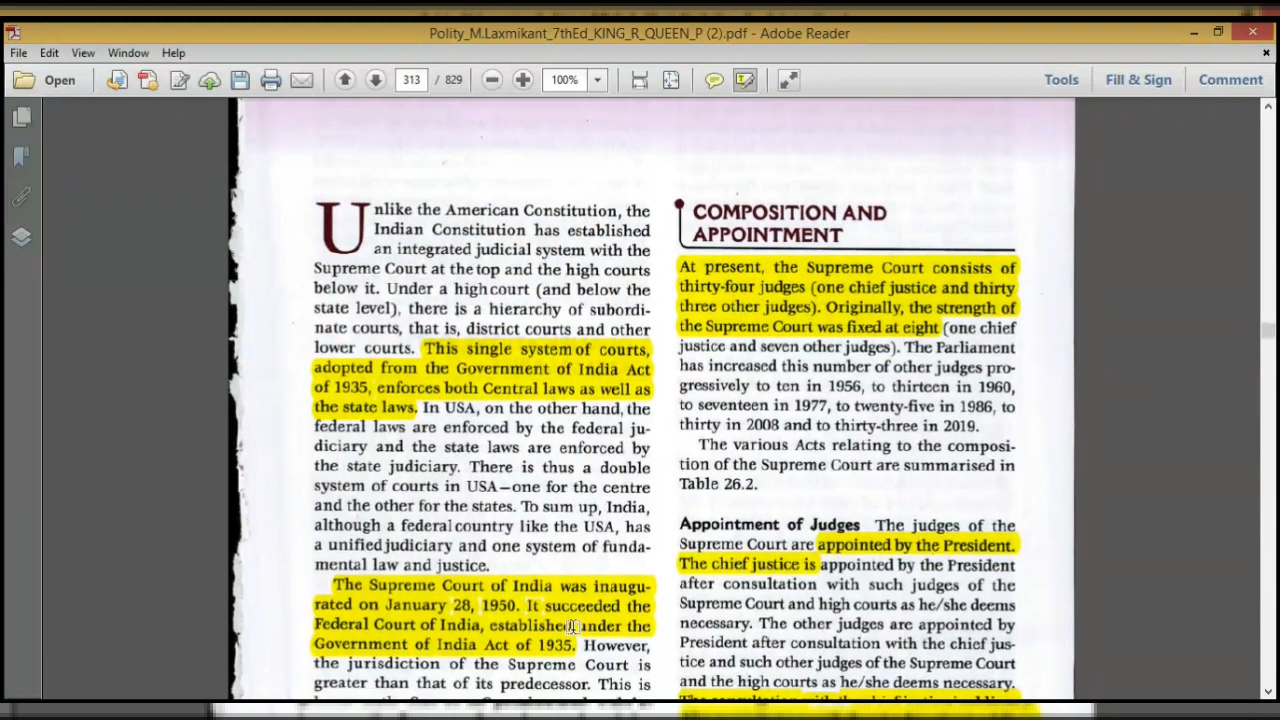 Polity_M.Laxmikant_7thEd_KING_R_QUEEN_P (2).pdf - Adobe Reader
File Edit View Window Help
Open 313 / 829 100% Tools Fill & Sign Comment
Unlike the American Constitution, the
Indian Constitution has established
an integrated judicial system with the
Supreme Court at the top and the high courts
below it. Under a high court (and below the
state level), there is a hierarchy of subordi-
nate courts, that is, district courts and other
lower courts. This single system of courts,
adopted from the Government of India Act
of 1935, enforces both Central laws as well as
the state laws. In USA, on the other hand, the
federal laws are enforced by the federal ju-
diciary and the state laws are enforced by
the state judiciary. There is thus a double
system of courts in USA—one for the centre
and the other for the states. To sum up, India,
although a federal country like the USA, has
a unified judiciary and one system of funda-
mental law and justice.
The Supreme Court of India was inaugu-
rated on January 28, 1950. It succeeded the
Federal Court of India, established under the
Government of India Act of 1935. However,
the jurisdiction of the Supreme Court is
greater than that of its predecessor. This is
COMPOSITION AND
APPOINTMENT
At present, the Supreme Court consists of
thirty-four judges (one chief justice and thirty
three other judges). Originally, the strength of
the Supreme Court was fixed at eight (one chief
justice and seven other judges). The Parliament
has increased this number of other judges pro-
gressively to ten in 1956, to thirteen in 1960,
to seventeen in 1977, to twenty-five in 1986, to
thirty in 2008 and to thirty-three in 2019.
The various Acts relating to the composi-
tion of the Supreme Court are summarised in
Table 26.2.
Appointment of Judges The judges of the
Supreme Court are appointed by the President.
The chief justice is appointed by the President
after consultation with such judges of the
Supreme Court and high courts as he/she deems
necessary. The other judges are appointed by
President after consultation with the chief jus-
tice and such other judges of the Supreme Court
and the high courts as he/she deems necessary.